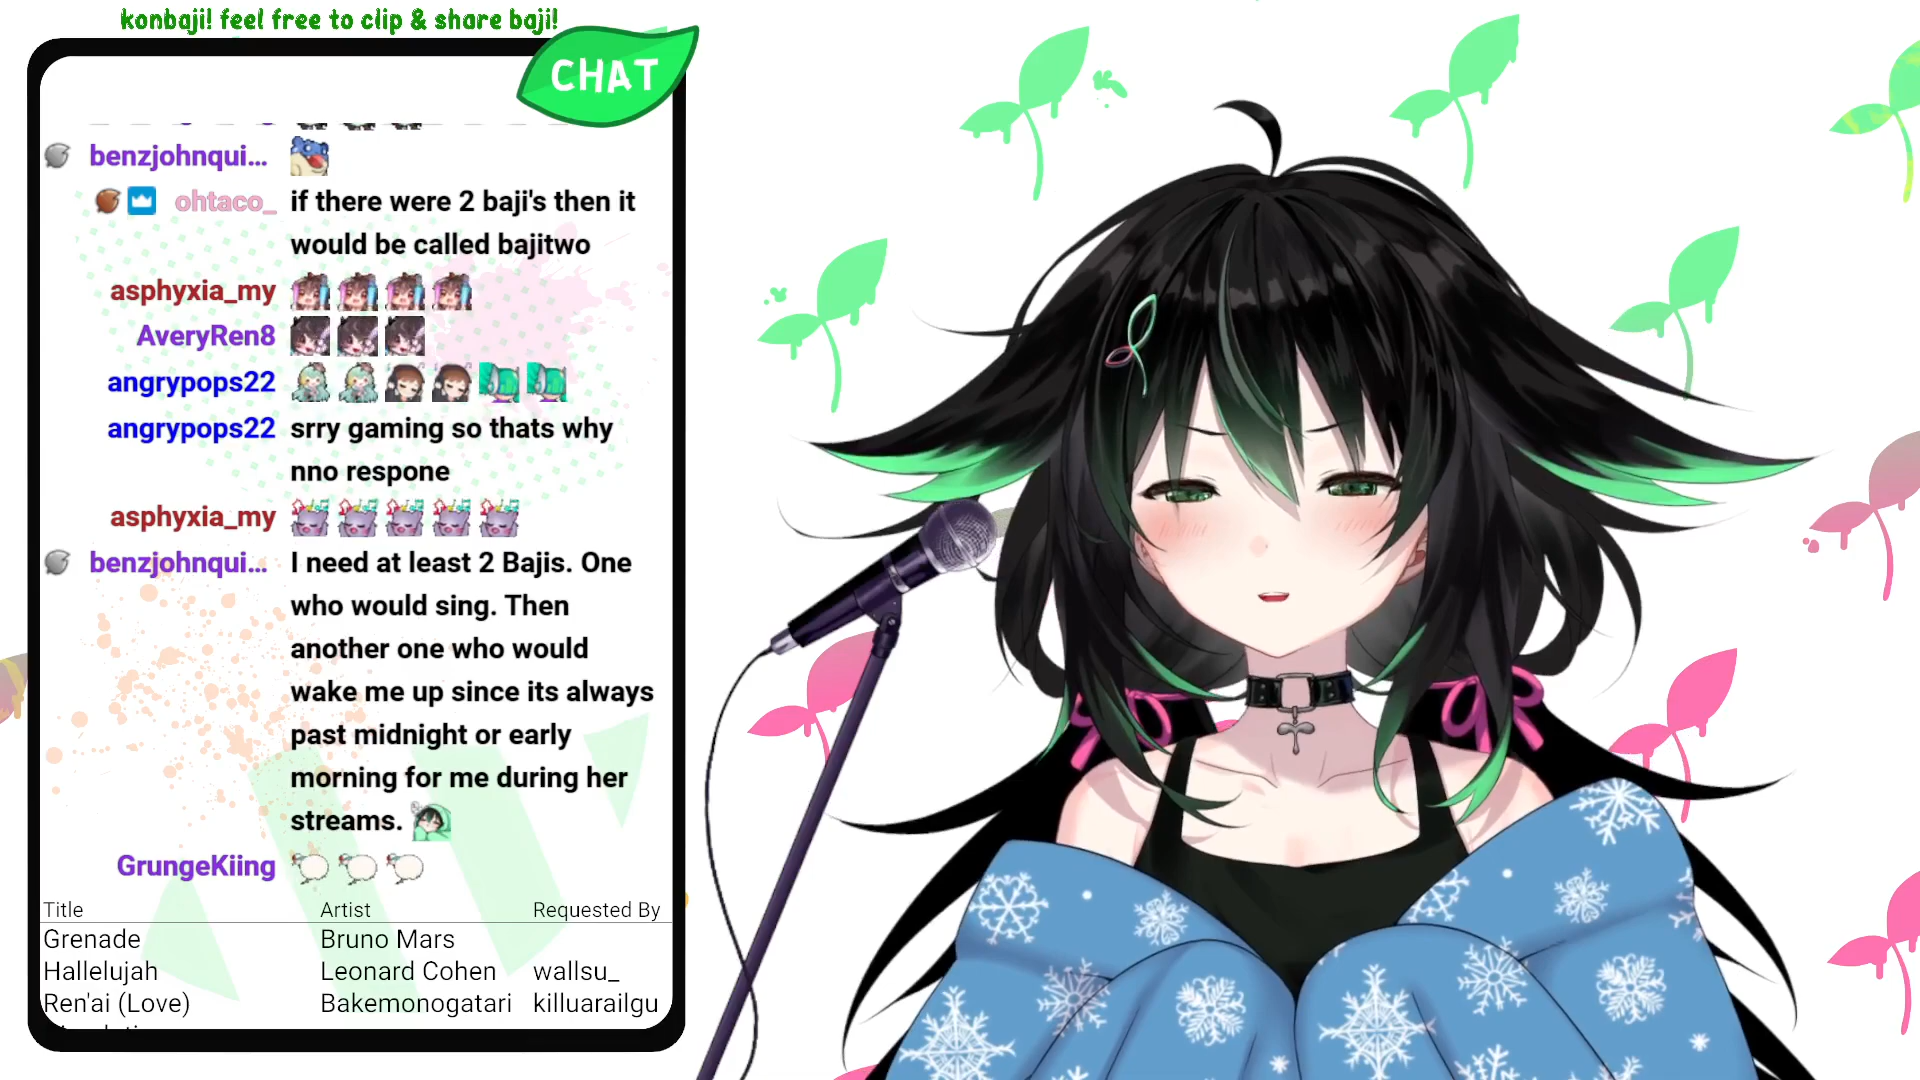 konbaji! feel free to clip & share baji!
CHAT
benzjohnqui...
ohtaco_ if there were 2 baji's then it
would be called bajitwo
asphyxia_my
AveryRen8
angrypops22
angrypops22 srry gaming so thats why
nno respone
asphyxia_my
benzjohnqui... I need at least 2 Bajis. One
who would sing. Then
another one who would
wake me up since its always
past midnight or early
morning for me during her
streams.
GrungeKiing
Title Artist Requested By
Grenade Bruno Mars
Hallelujah Leonard Cohen wallsu_
Ren'ai (Love) Bakemonogatari killuarailgu